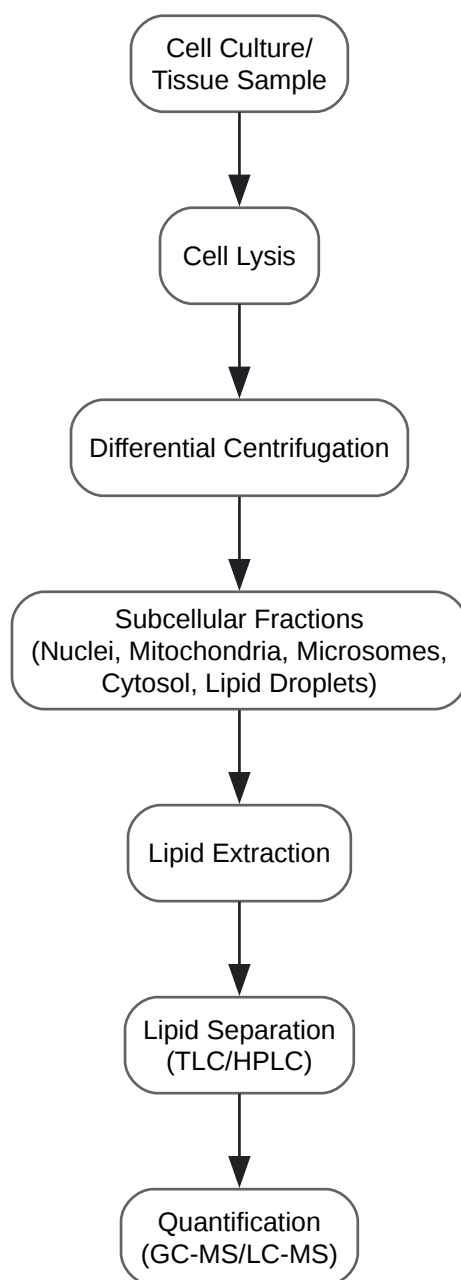 Cell Culture/
Tissue Sample
Cell Lysis
Differential Centrifugation
Subcellular Fractions
(Nuclei, Mitochondria, Microsomes,
Cytosol, Lipid Droplets)
Lipid Extraction
Lipid Separation
(TLC/HPLC)
Quantification
(GC-MS/LC-MS)